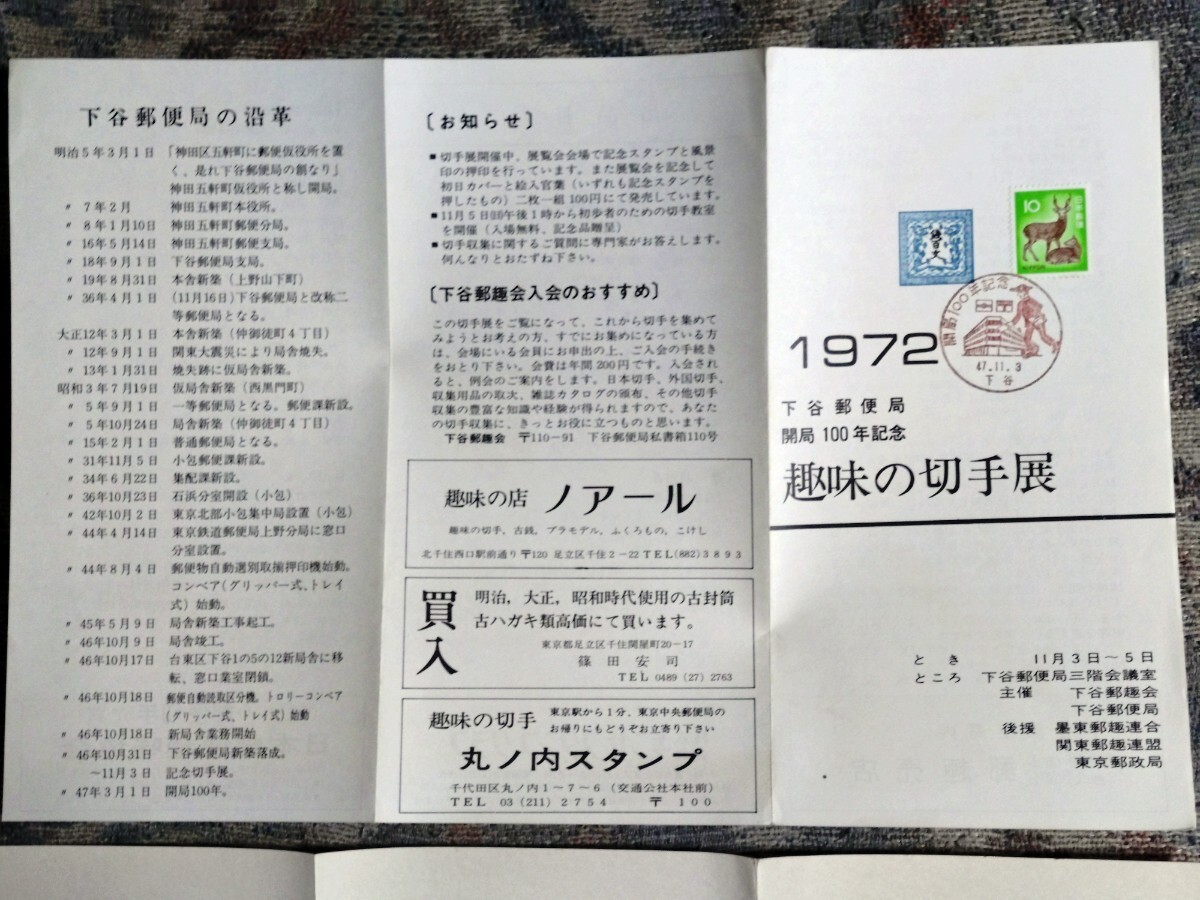 下谷郵便局の沿革
明治5年3月1日 「神田区五軒町に郵便仮役所を置
く、是れ下谷郵便局の創なり」
神田五軒町仮役所と称し開局。
〃 7年2月 神田五軒町本役所。
〃 8年1月10日 神田五軒町郵便分局。
〃 16年5月14日 神田五軒町郵便支局。
〃 18年9月1日 下谷郵便局支局。
〃 19年8月31日 本舎新築（上野山下町）
〃 36年4月1日 （11月16日）下谷郵便局と改称二
等郵便局となる。
大正12年3月1日 本舎新築（仲御徒町4丁目）
〃 12年9月1日 関東大震災により局舎焼失。
〃 13年1月31日 焼失跡に仮局舎新築。
昭和3年7月19日 仮局舎新築（西黒門町）
〃 5年9月1日 一等郵便局となる。郵便課新設。
〃 5年10月24日 局舎新築（仲御徒町4丁目）
〃 15年2月1日 普通郵便局となる。
〃 31年11月5日 小包郵便課新設。
〃 34年6月22日 集配課新設。
〃 36年10月23日 石浜分室開設（小包）
〃 42年10月2日 東京北部小包集中局設置（小包）
〃 44年4月14日 東京鉄道郵便局上野分局に窓口
分室設置。
〃 44年8月4日 郵便物自動選別取揃押印機始動。
コンベア（グリッパー式、トレイ
式）始動。
〃 45年5月9日 局舎新築工事起工。
〃 46年10月9日 局舎竣工。
〃 46年10月17日 台東区下谷1の5の12新局舎に移
転、窓口業室閉鎖。
〃 46年10月18日 郵便自動読取区分機、トロリーコンベア
（グリッパー式、トレイ式）始動
〃 46年10月18日 新局舎業務開始
〃 46年10月31日 下谷郵便局新築落成。
～11月3日 記念切手展。
〃 47年3月1日 開局100年。
〔お知らせ〕
■切手展開催中、展覧会会場で記念スタンプと風景
印の押印を行っています。また展覧会を記念して
初日カバーと絵入官葉（いずれも記念スタンプを
押したもの）二枚一組100円にて発売しています。
■11月5日(日)午後1時から初歩者のための切手教室
を開催（入場無料、記念品贈呈）
■切手収集に関するご質問に専門家がお答えします。
何んなりとおたずね下さい。
〔下谷郵趣会入会のおすすめ〕
この切手展をご覧になって、これから切手を集めて
みようとお考えの方、すでにお集めになっている方
は、会場にいる会員にお申出の上、ご入会の手続き
をおとり下さい。会費は年間200円です。入会され
ると、例会のご案内をします。日本切手、外国切手、
収集用品の取次、雑誌カタログの頒布、その他切手
収集の豊富な知識や経験が得られますので、あなた
の切手収集に、きっとお役に立つものと思います。
下谷郵趣会 〒110－91 下谷郵便局私書箱110号
趣味の店 ノアール
趣味の切手，古銭，プラモデル，ふくろもの，こけし
北千住西口駅前通り〒120 足立区千住2－22 TEL(882)3893
買入
明治，大正，昭和時代使用の古封筒
古ハガキ類高価にて買います。
東京都足立区千住関屋町20－17
篠田安司
TEL 0489 (27) 2763
趣味の切手 東京駅から1分、東京中央郵便局の
お帰りにもどうぞお立寄り下さい
丸ノ内スタンプ
千代田区丸ノ内1～7～6（交通公社本社前）
TEL 03 (211) 2754 〒100
10
日本郵便
NIPPON
錢百文
開局100年記念
47.11.3
下谷
1972
下谷郵便局
開局100年記念
趣味の切手展
とき 11月3日～5日
ところ 下谷郵便局三階会議室
主催 下谷郵趣会
下谷郵便局
後援 墨東郵趣連合
関東郵趣連盟
東京郵政局